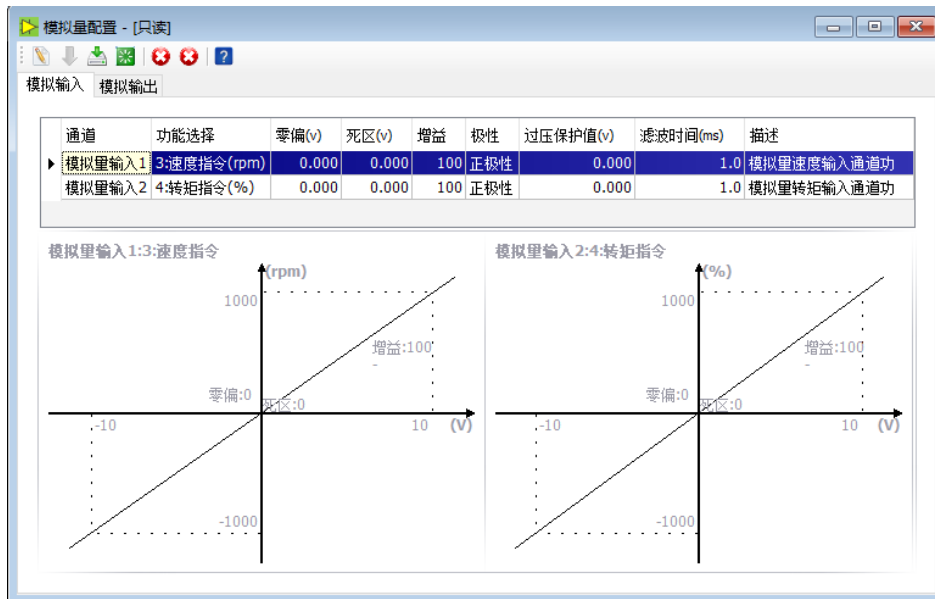 模拟量配置 - [只读]
模拟输入 模拟输出
通道 功能选择 零偏(v) 死区(v) 增益 极性 过压保护值(v) 滤波时间(ms) 描述
模拟量输入1 3:速度指令(rpm) 0.000 0.000 100 正极性 0.000 1.0 模拟量速度输入通道功
模拟量输入2 4:转矩指令(%) 0.000 0.000 100 正极性 0.000 1.0 模拟量转矩输入通道功
模拟量输入1:3:速度指令
(rpm)
1000
增益:100
零偏:0
死区:0
-10
10 (V)
-1000
模拟量输入2:4:转矩指令
(%)
1000
增益:100
零偏:0
死区:0
-10
10 (V)
-1000